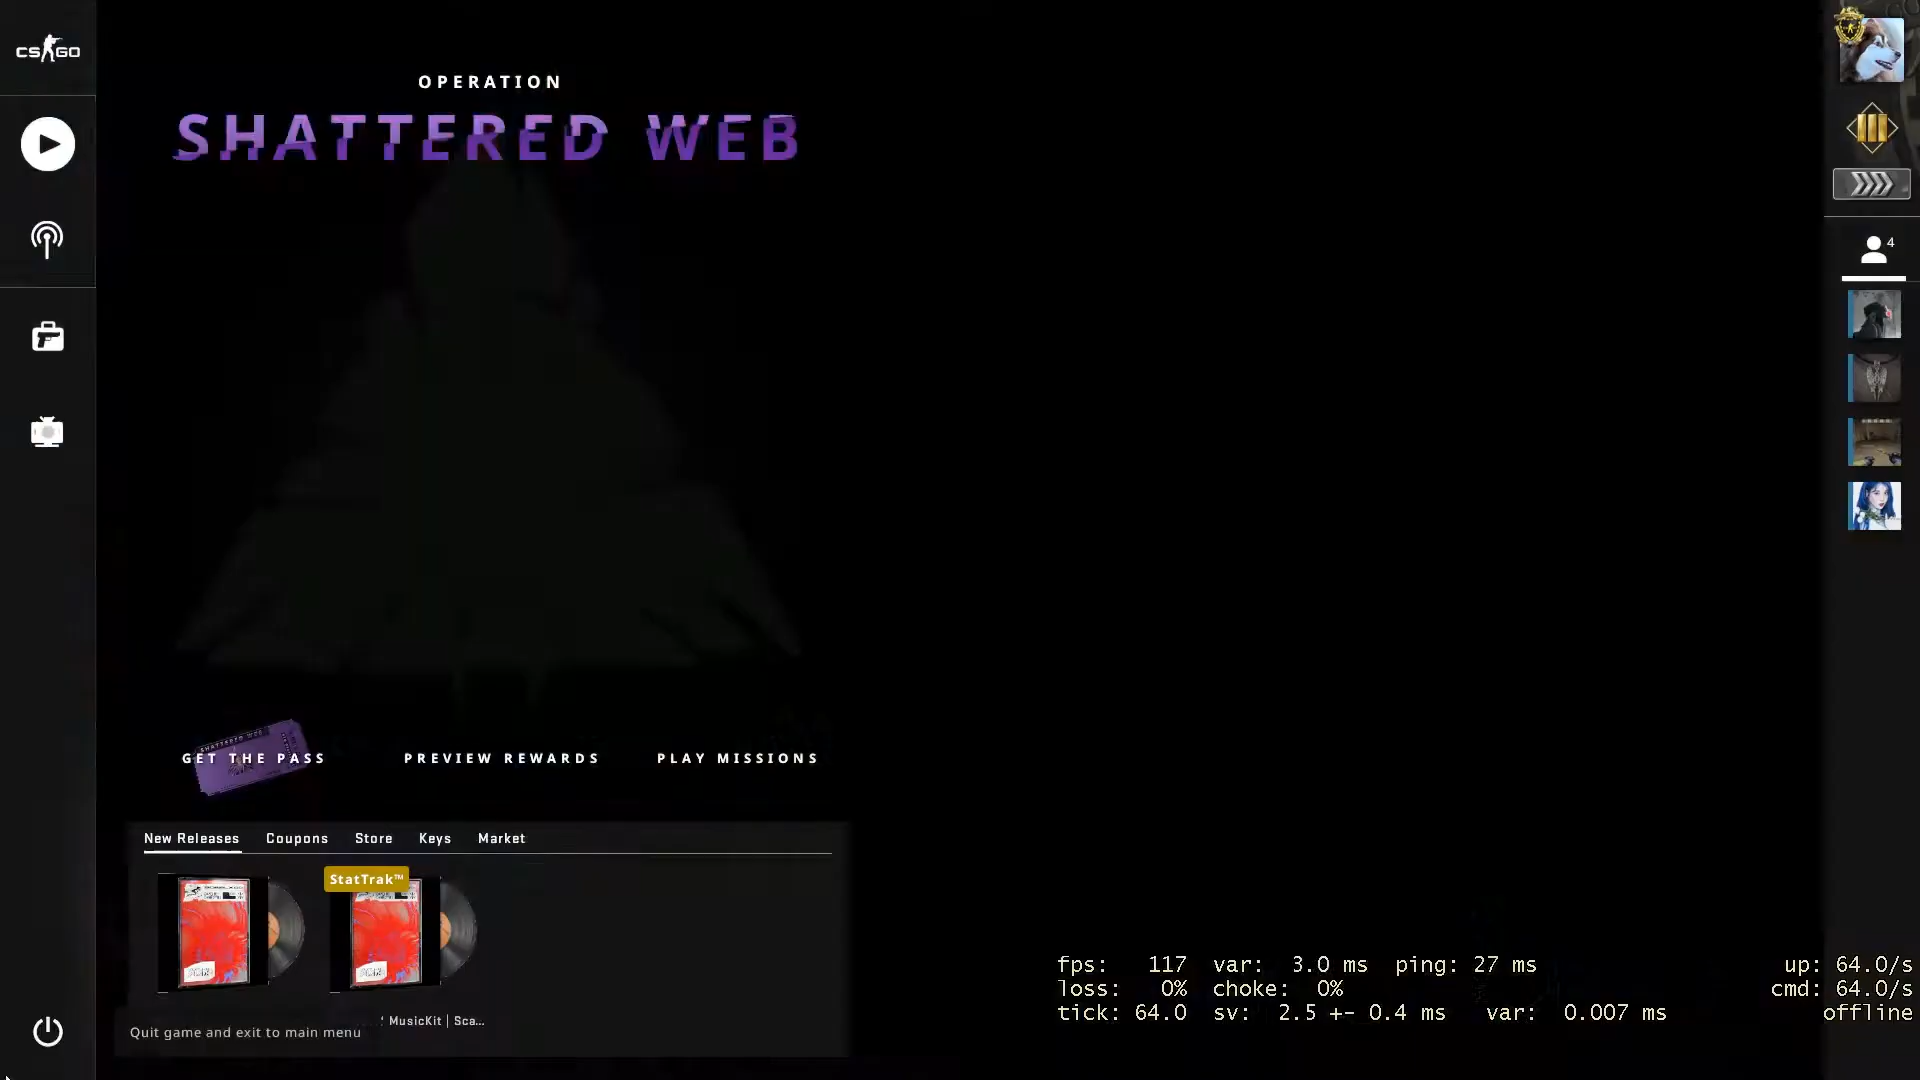 CS GO
OPERATION
SHATTERED WEB
4
SHATTERED WEB
GET THE PASS
PREVIEW REWARDS
PLAY MISSIONS
New Releases
Coupons
Store
Keys
Market
StatTrak™
MusicKit | Sca...
Quit game and exit to main menu
fps: 117 var: 3.0 ms ping: 27 ms up: 64.0/s
loss: 0% choke: 0% cmd: 64.0/s
tick: 64.0 sv: 2.5 +- 0.4 ms var: 0.007 ms offline